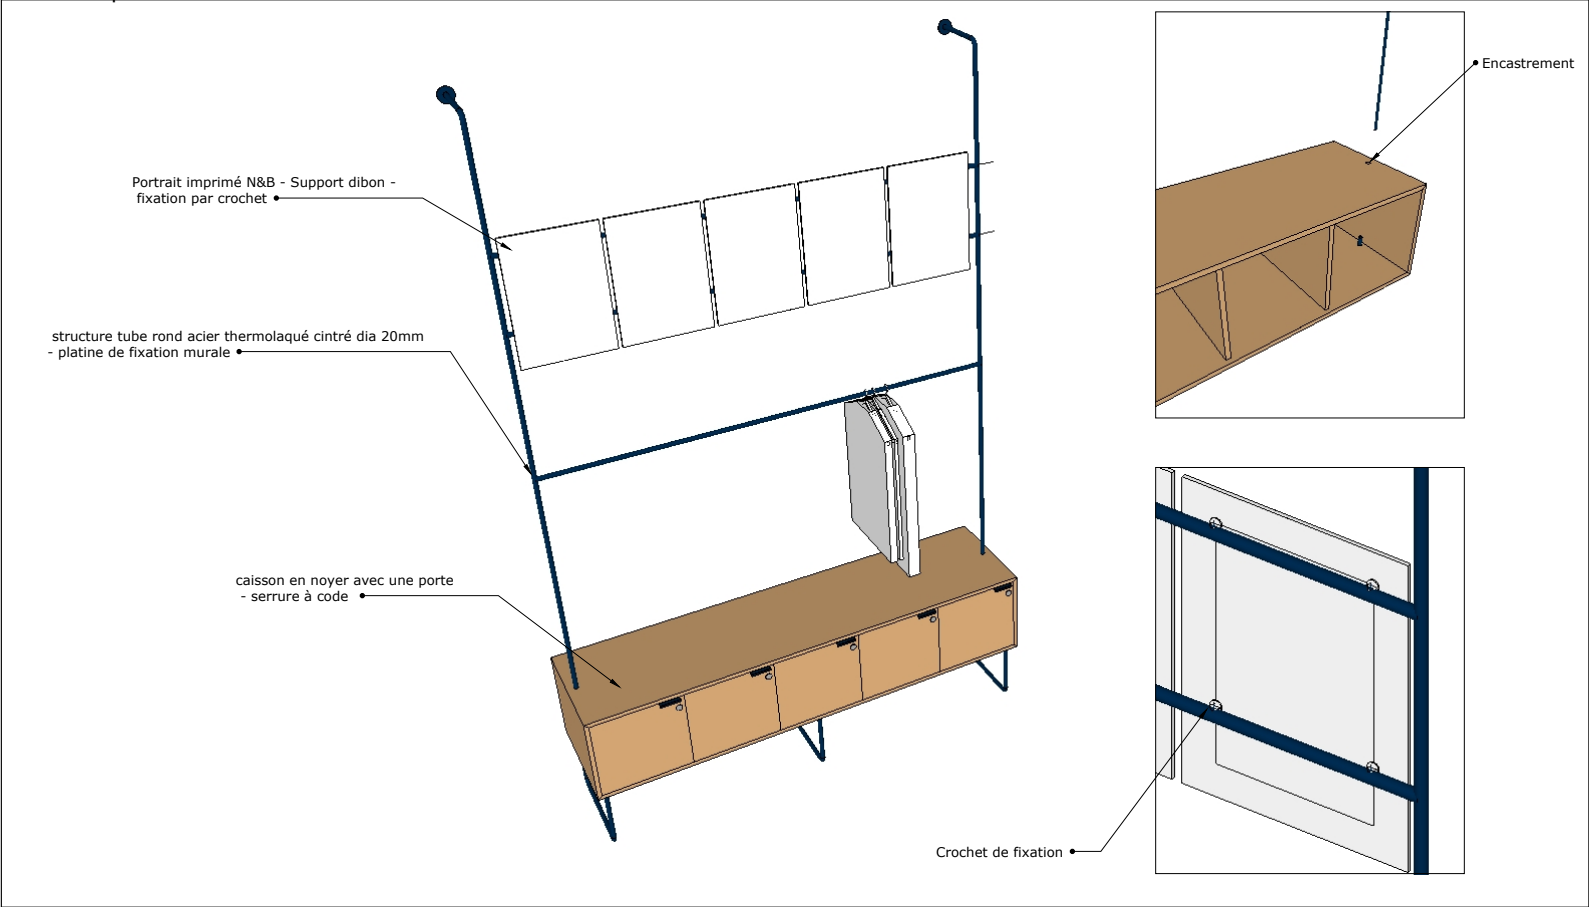 Encastrement
Portrait imprimé N&B - Support dibon -
fixation par crochet
structure tube rond acier thermolaqué cintré dia 20mm
- platine de fixation murale
caisson en noyer avec une porte
- serrure à code
Crochet de fixation